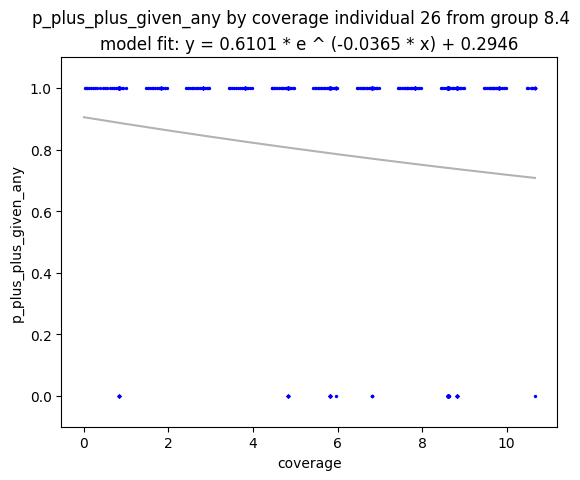 p_plus_plus_given_any by coverage individual 26 from group 8.4
model fit: y = 0.6101 * e ^ (-0.0365 * x) + 0.2946
1.0
0.8
0.6
0.4
0.2
0.0
p_plus_plus_given_any
0 2 4 6 8 10
coverage